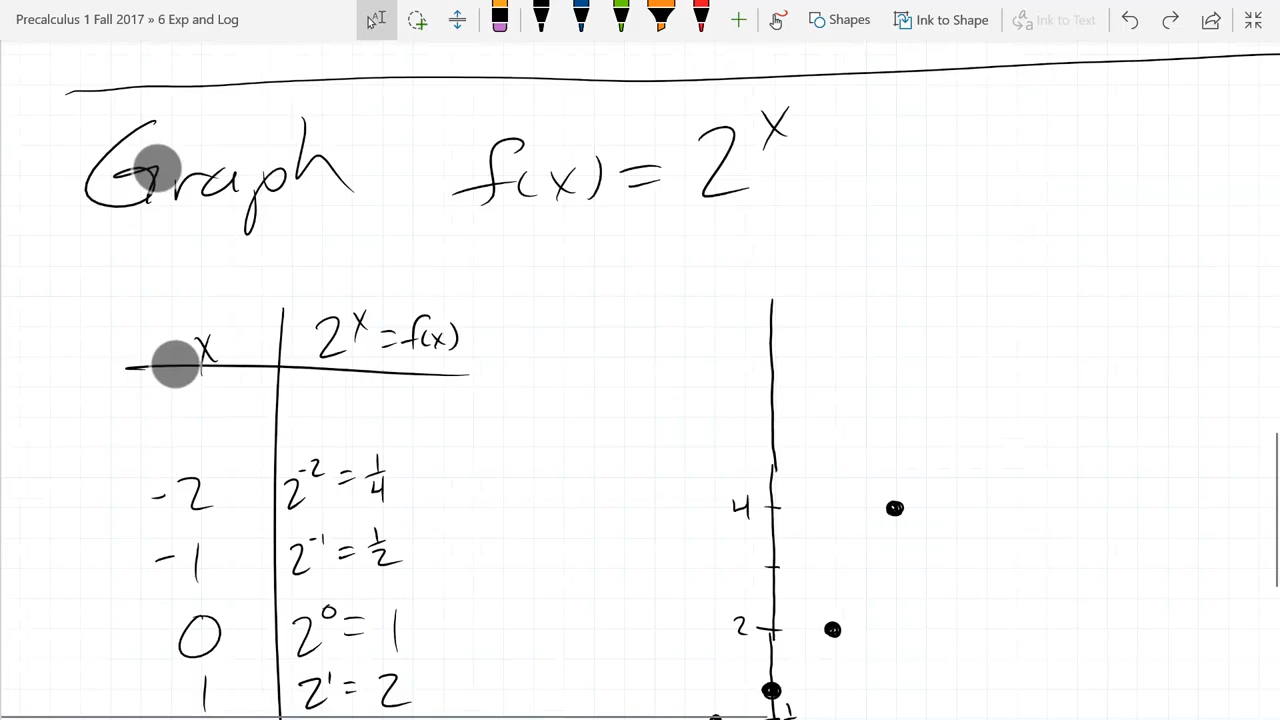 Precalculus 1 Fall 2017 » 6 Exp and Log
Shapes
Ink to Shape
Ink to Text
Graph f(x) = 2^x
x 2^x = f(x)
-2 2^-2 = 1/4
-1 2^-1 = 1/2
0 2^0 = 1
1 2^1 = 2
4
2
1